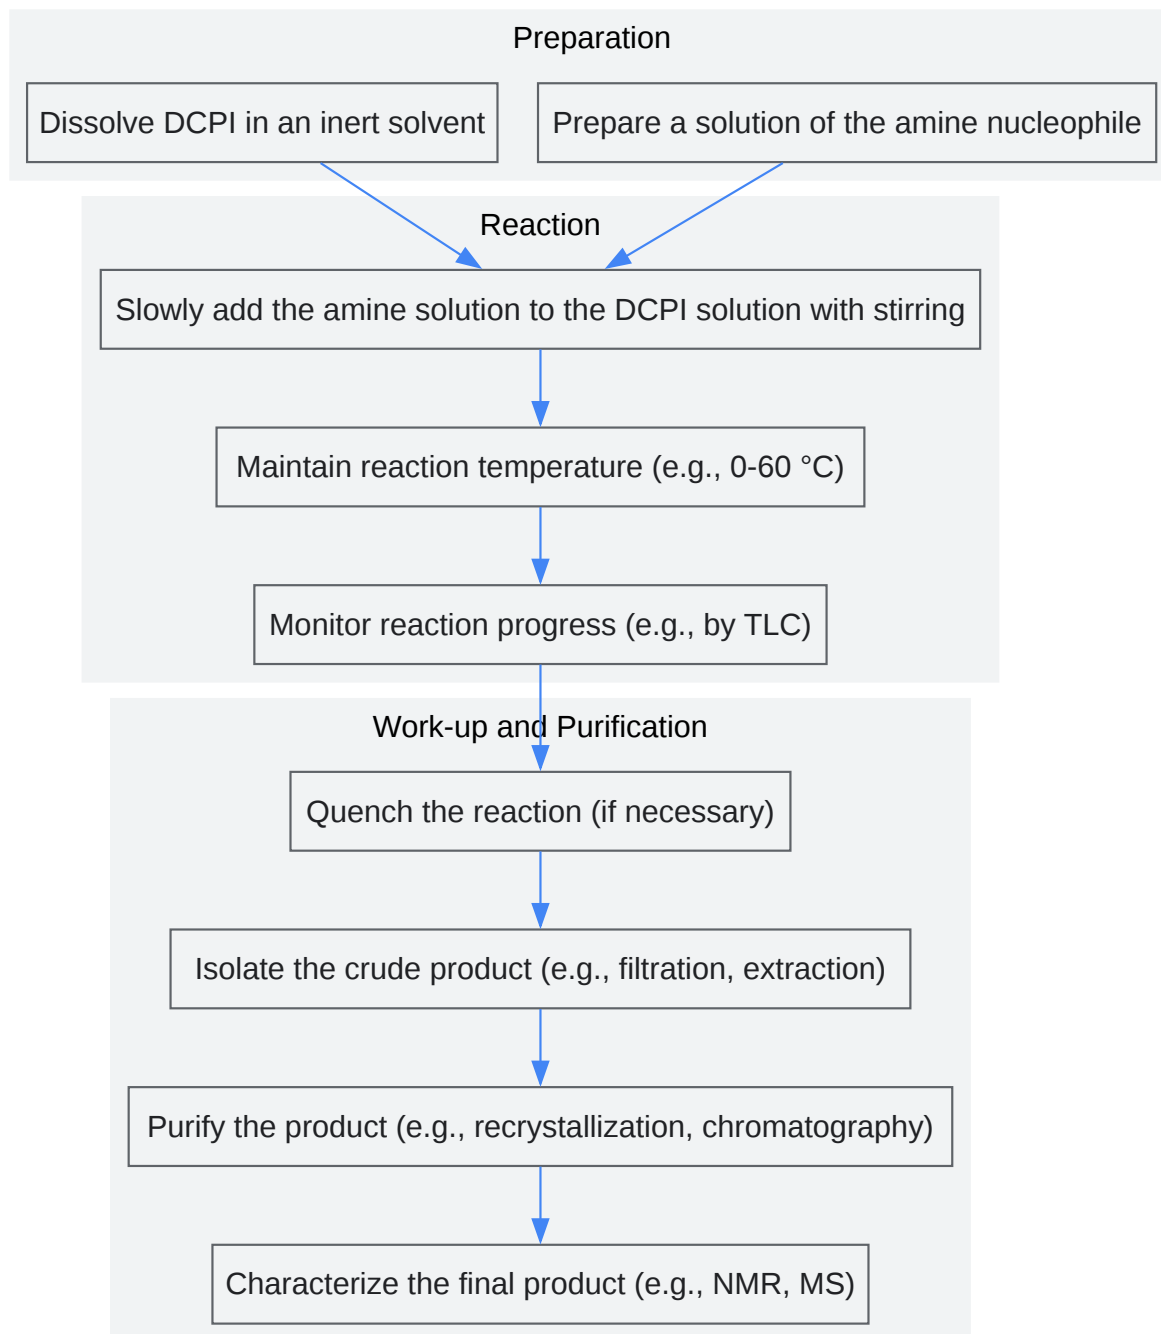 Preparation
Dissolve DCPI in an inert solvent
Prepare a solution of the amine nucleophile
Reaction
Slowly add the amine solution to the DCPI solution with stirring
Maintain reaction temperature (e.g., 0-60 °C)
Monitor reaction progress (e.g., by TLC)
Work-up and Purification
Quench the reaction (if necessary)
Isolate the crude product (e.g., filtration, extraction)
Purify the product (e.g., recrystallization, chromatography)
Characterize the final product (e.g., NMR, MS)